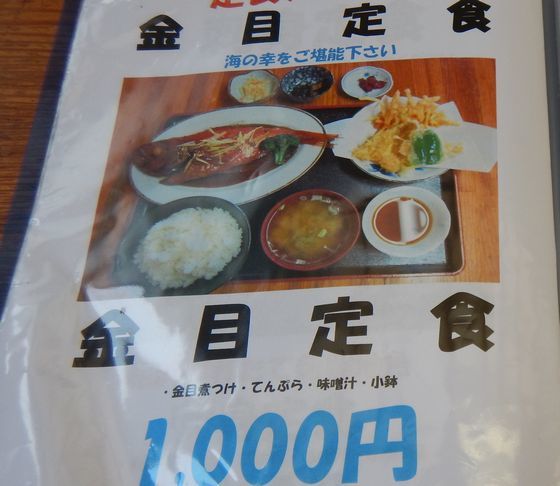 金目定食
海の幸をご堪能下さい
金目定食
・金目煮つけ・てんぷら・味噌汁・小鉢
1,000円